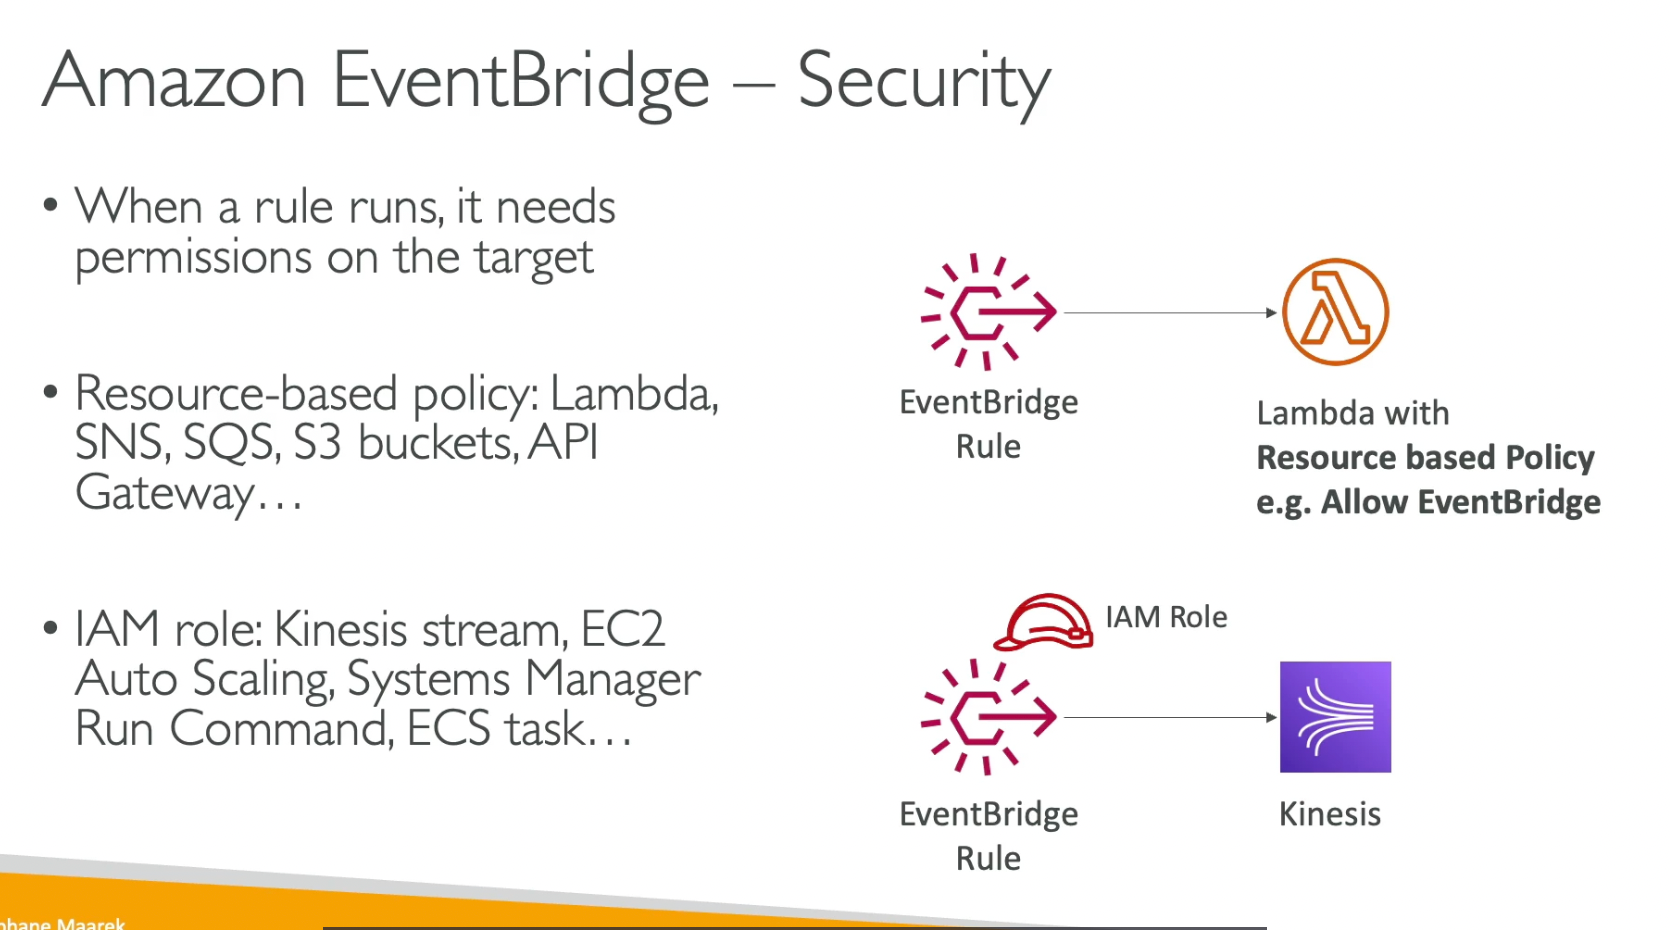 Amazon EventBridge – Security
• When a rule runs, it needs
permissions on the target
• Resource-based policy: Lambda,
SNS, SQS, S3 buckets, API
Gateway…
• IAM role: Kinesis stream, EC2
Auto Scaling, Systems Manager
Run Command, ECS task…
EventBridge
Rule
Lambda with
Resource based Policy
e.g. Allow EventBridge
IAM Role
EventBridge
Rule
Kinesis
Maarek